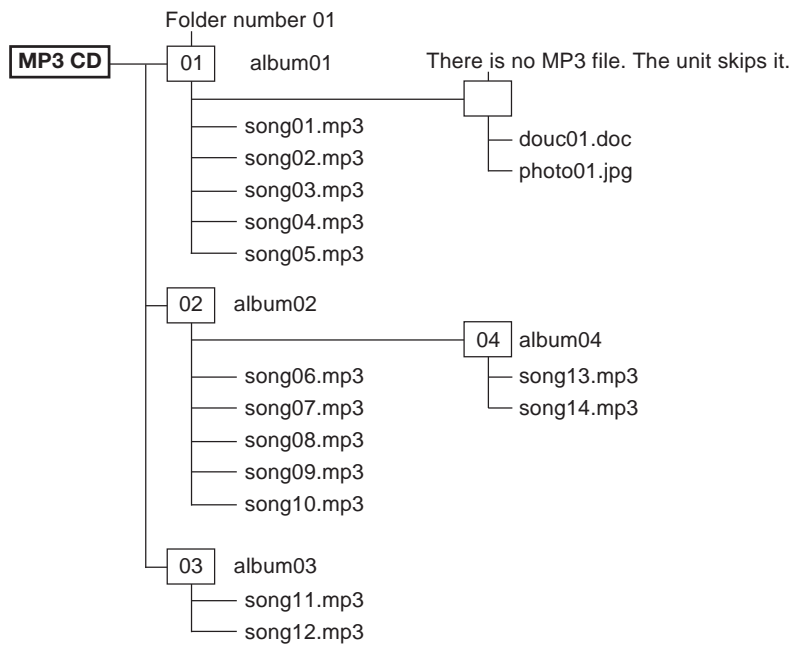 Folder number 01
MP3 CD
01 album01
There is no MP3 file. The unit skips it.
song01.mp3
song02.mp3
song03.mp3
song04.mp3
song05.mp3
douc01.doc
photo01.jpg
02 album02
04 album04
song06.mp3
song07.mp3
song08.mp3
song09.mp3
song10.mp3
song13.mp3
song14.mp3
03 album03
song11.mp3
song12.mp3